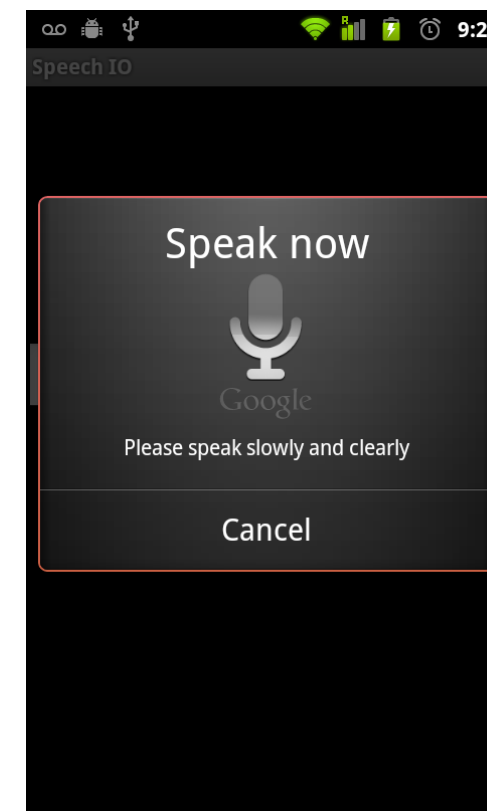 R
9:2
Speech IO
Speak now
Google
Please speak slowly and clearly
Cancel